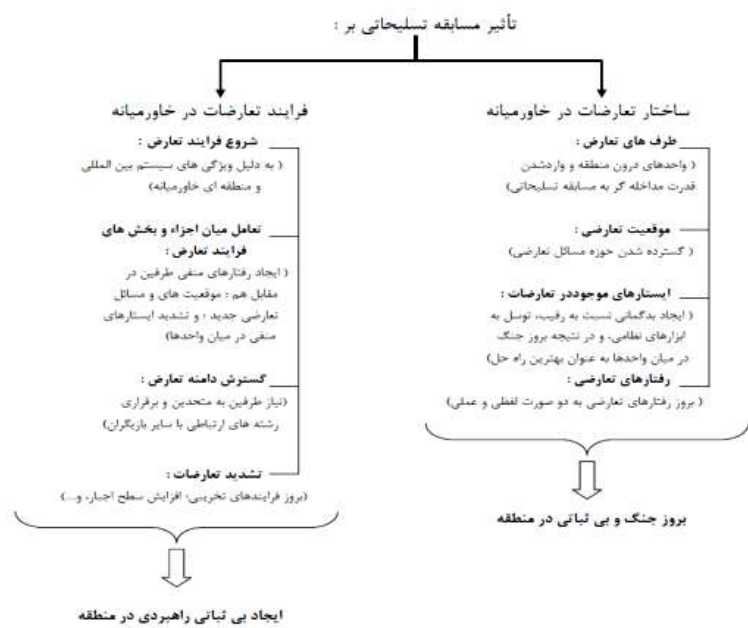 تأثیر مسابقه تسلیحاتی بر :
ساختار تعارضات در خاورمیانه
طرف های تعارض :
( واحدهای درون منطقه و واردشدن
قدرت مداخله گر به مسابقه تسلیحاتی)
موقعیت تعارضی :
( گسترده شدن حوزه مسائل تعارضی)
ایستارهای موجوددر تعارضات :
( ایجاد بدگمانی نسبت به رقیب، توسل به
ابزارهای نظامی، و در نتیجه بروز جنگ
در میان واحدها به عنوان بهترین راه حل)
رفتارهای تعارضی :
( بروز رفتارهای تعارضی به دو صورت لفظی و عملی)
بروز جنگ و بی ثباتی در منطقه
فرایند تعارضات در خاورمیانه
شروع فرایند تعارض :
( به دلیل ویژگی های سیستم بین المللی
و منطقه ای خاورمیانه)
تعامل میان اجزاء و بخش های
فرایند تعارض :
( ایجاد رفتارهای منفی طرفین در
مقابل هم ؛ موقعیت های و مسائل
تعارضی جدید ؛ و تشدید ایستارهای
منفی در میان واحدها)
گسترش دامنه تعارض :
(نیاز طرفین به متحدین و برقراری
رشته های ارتباطی با سایر بازیگران)
تشدید تعارضات :
(بروز فرایندهای تخریبی؛ افزایش سطح اجبار، و...)
ایجاد بی ثباتی راهبردی در منطقه